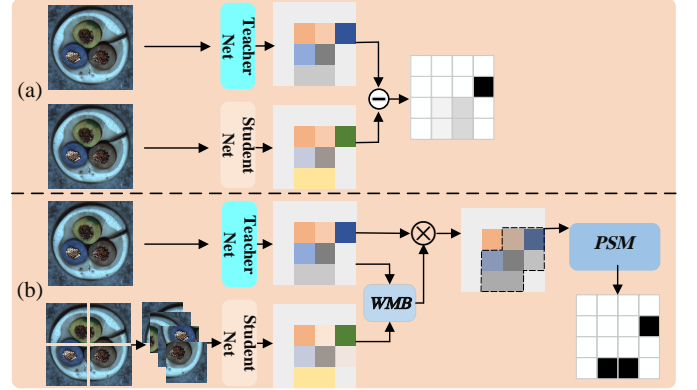 Teacher
Net
(a)
Student
Net
Teacher
Net
PSM
(b)
WMB
Student
Net